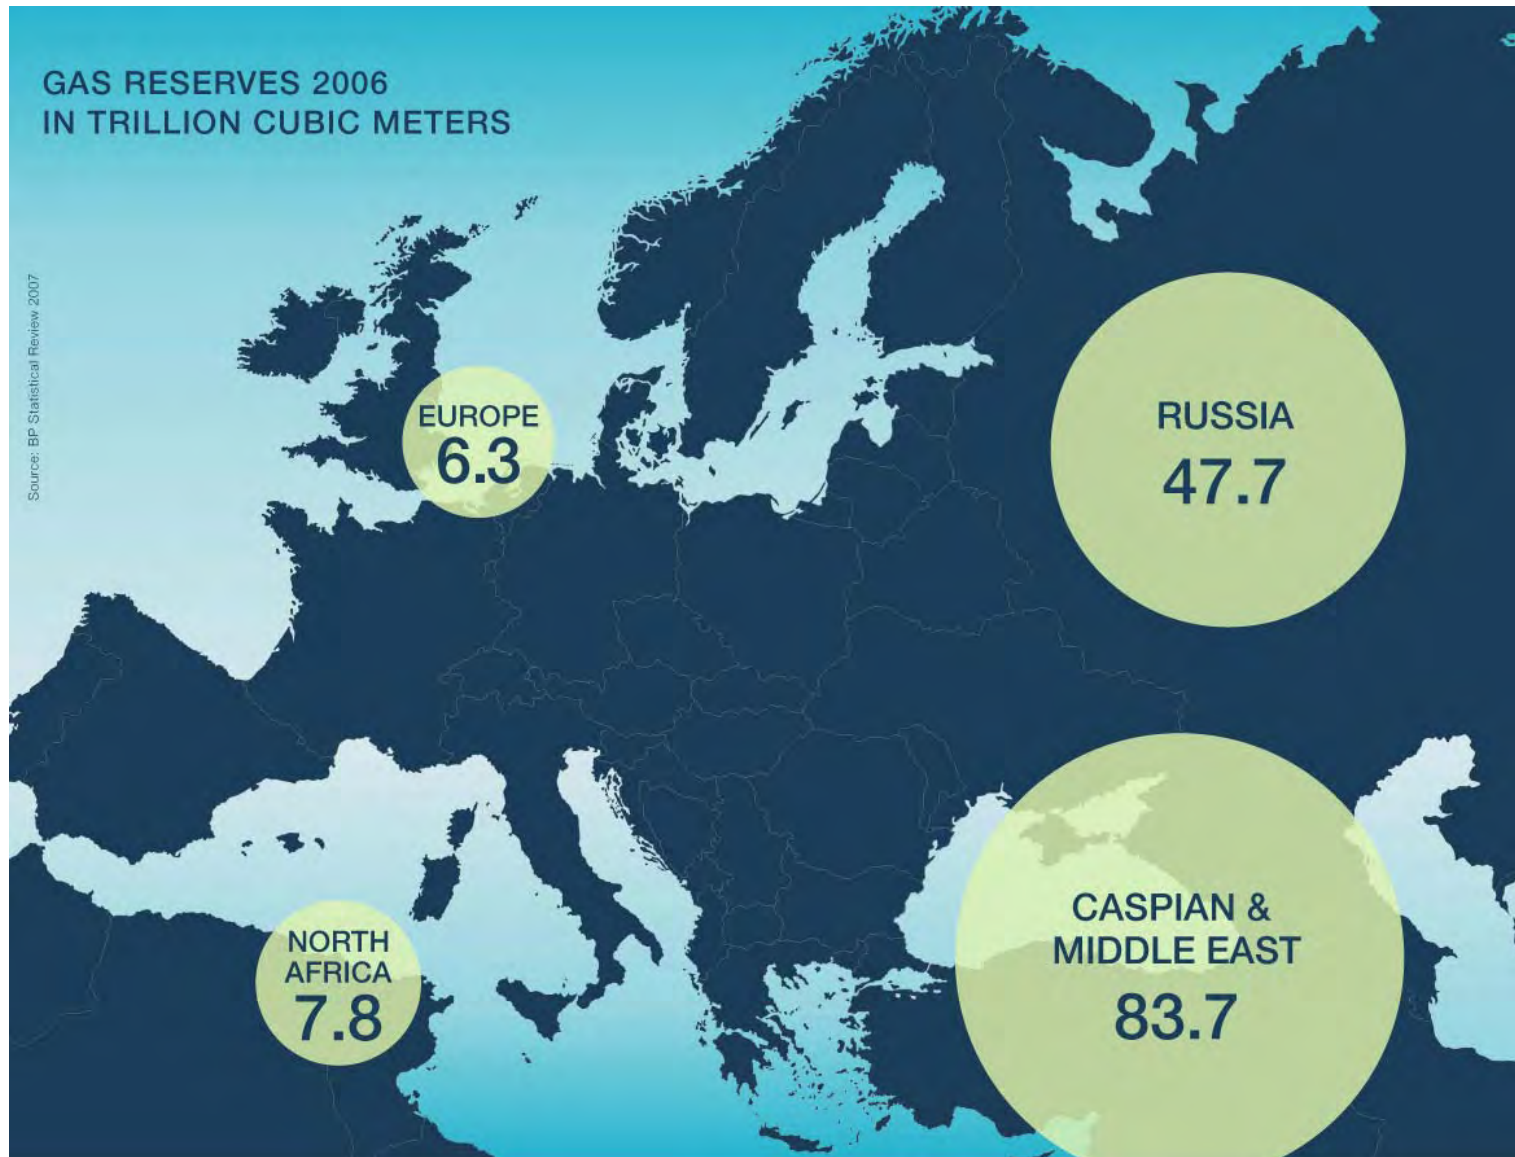 GAS RESERVES 2006
IN TRILLION CUBIC METERS
Source: BP Statistical Review 2007
EUROPE
6.3
RUSSIA
47.7
NORTH
AFRICA
7.8
CASPIAN &
MIDDLE EAST
83.7